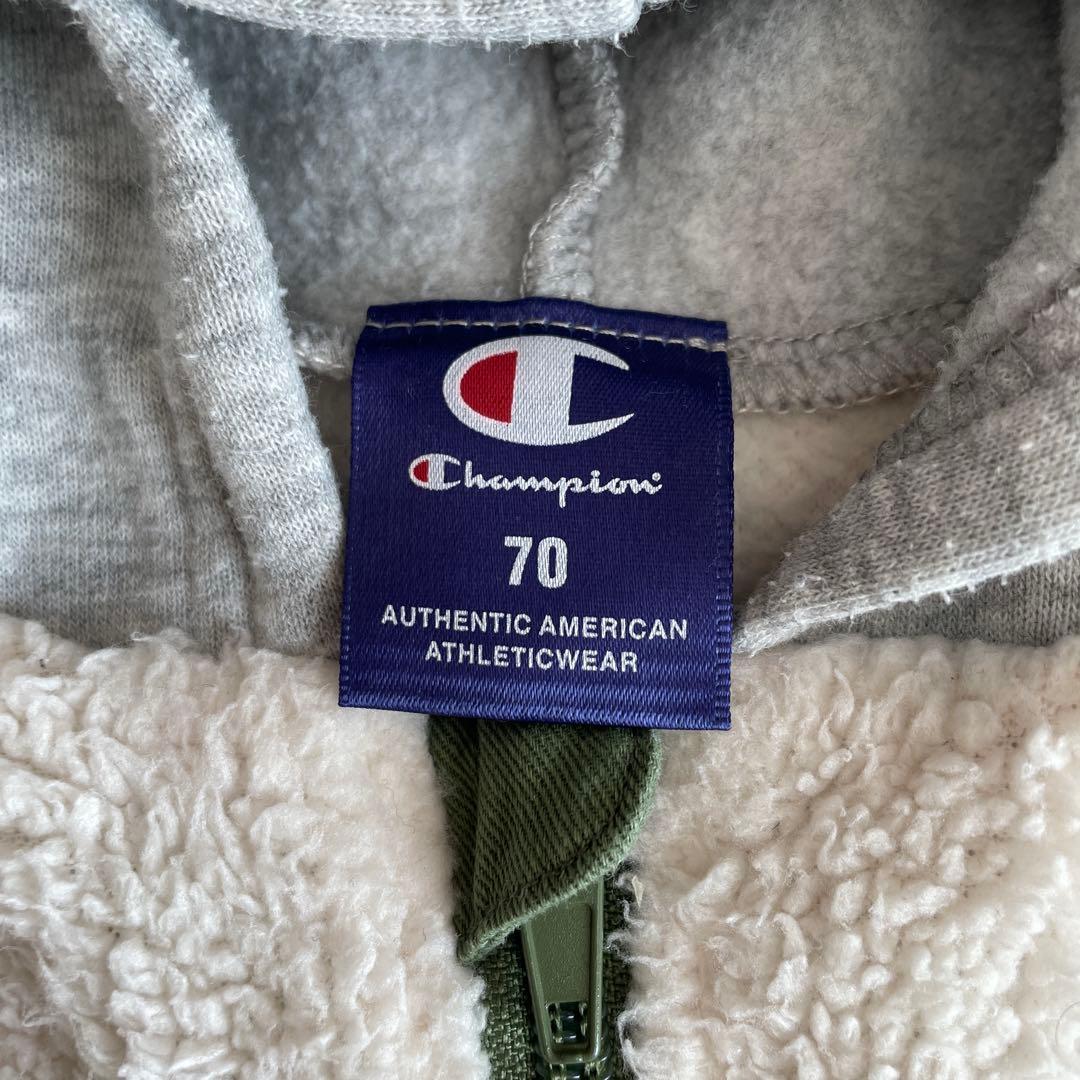 Champion
70
AUTHENTIC AMERICAN
ATHLETICWEAR